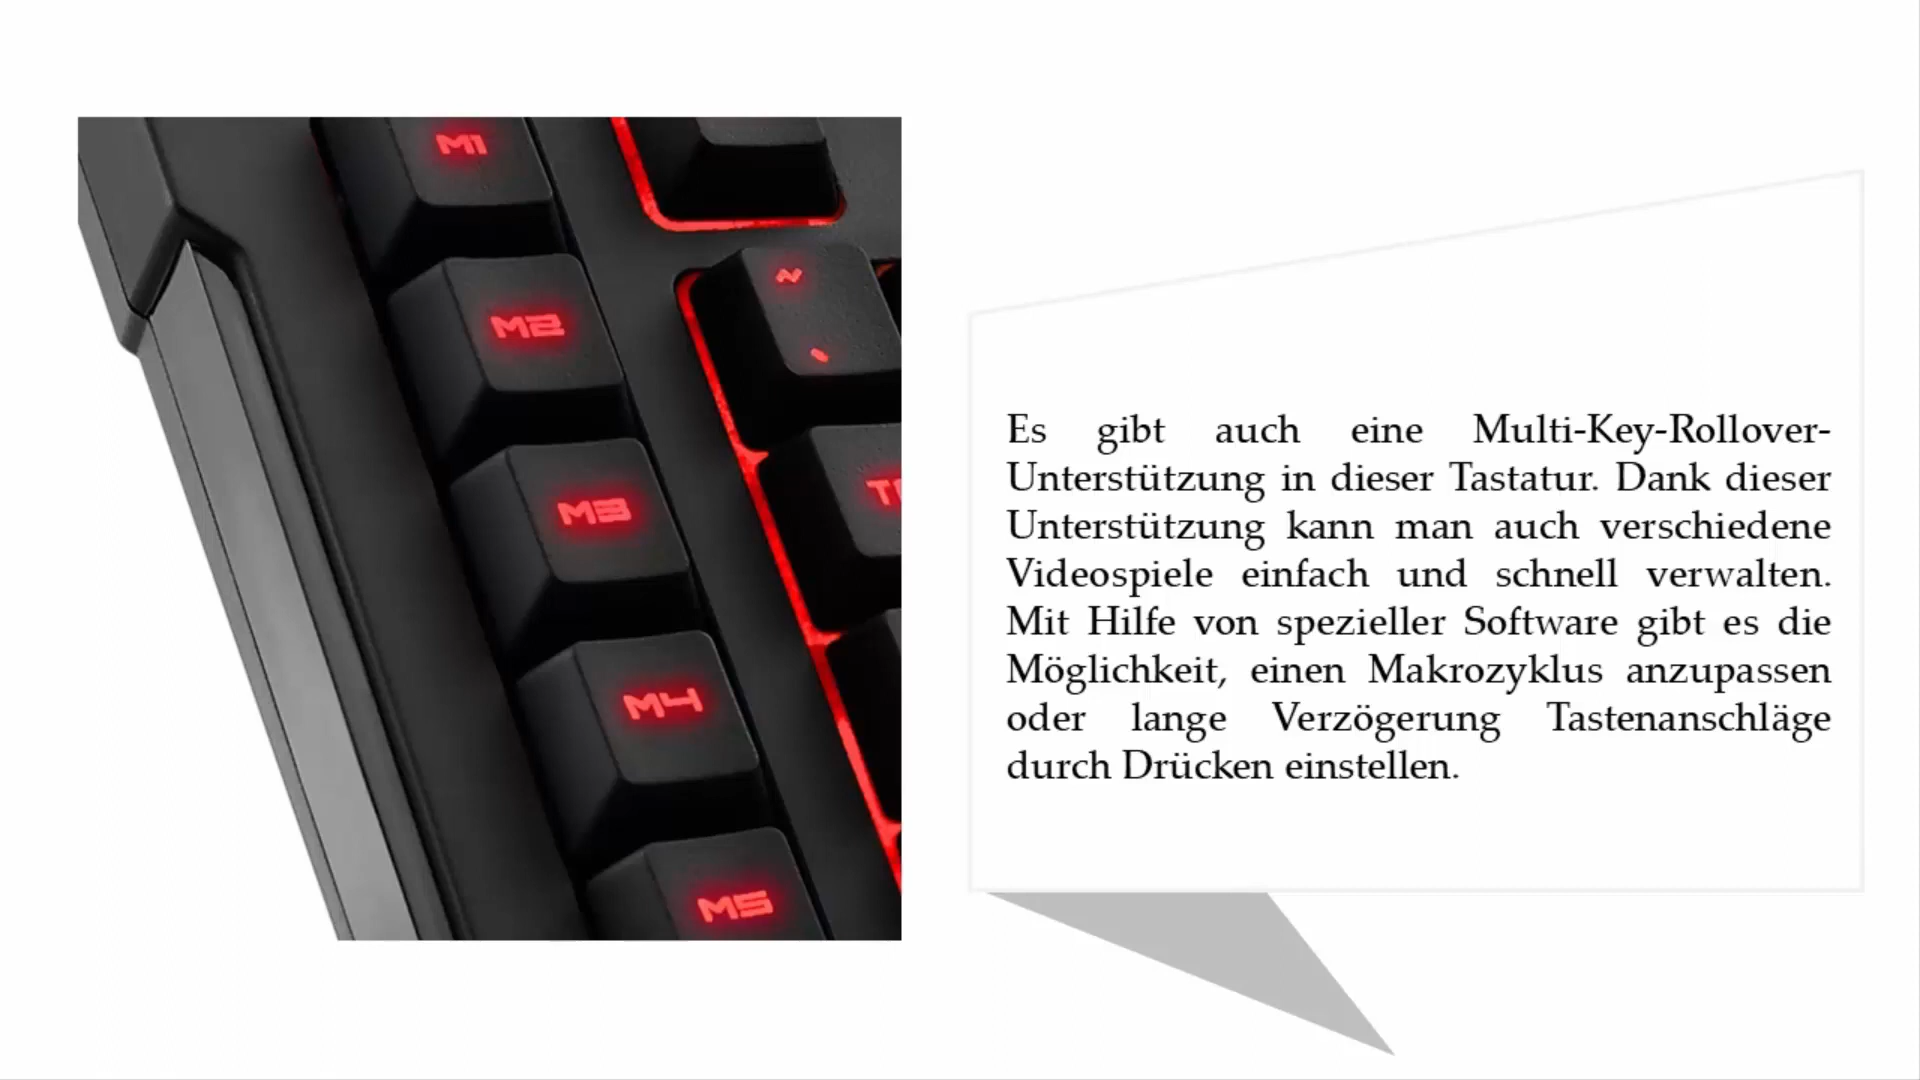 M1
M2
M3
M4
M5
~
Es gibt auch eine Multi-Key-Rollover-
Unterstützung in dieser Tastatur. Dank dieser
Unterstützung kann man auch verschiedene
Videospiele einfach und schnell verwalten.
Mit Hilfe von spezieller Software gibt es die
Möglichkeit, einen Makrozyklus anzupassen
oder lange Verzögerung Tastenanschläge
durch Drücken einstellen.